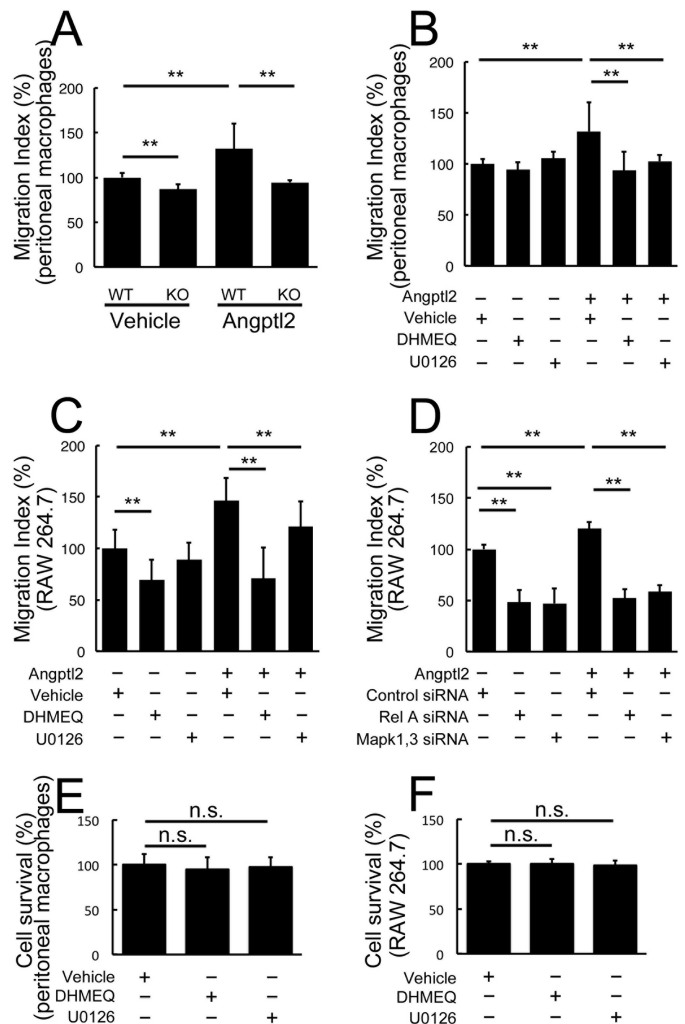 A
Migration Index (%)
(peritoneal macrophages)
200
150
100
50
0
**
**
**
WT KO WT KO
Vehicle Angptl2
B
Migration Index (%)
(peritoneal macrophages)
200
150
100
50
0
** **
**
Angptl2 – – – + + +
Vehicle + – – + – –
DHMEQ – + – – + –
U0126 – – + – – +
C
Migration Index (%)
(RAW 264.7)
200
150
100
50
0
** **
**
**
Angptl2 – – – + + +
Vehicle + – – + – –
DHMEQ – + – – + –
U0126 – – + – – +
D
Migration Index (%)
(RAW 264.7)
200
150
100
50
0
** **
**
** **
Angptl2 – – – + + +
Control siRNA + – – + – –
Rel A siRNA – + – – + –
Mapk1,3 siRNA – – + – – +
E
Cell survival (%)
(peritoneal macrophages)
150
100
50
0
n.s.
n.s.
Vehicle + – –
DHMEQ – + –
U0126 – – +
F
Cell survival (%)
(RAW 264.7)
150
100
50
0
n.s.
n.s.
Vehicle + – –
DHMEQ – + –
U0126 – – +